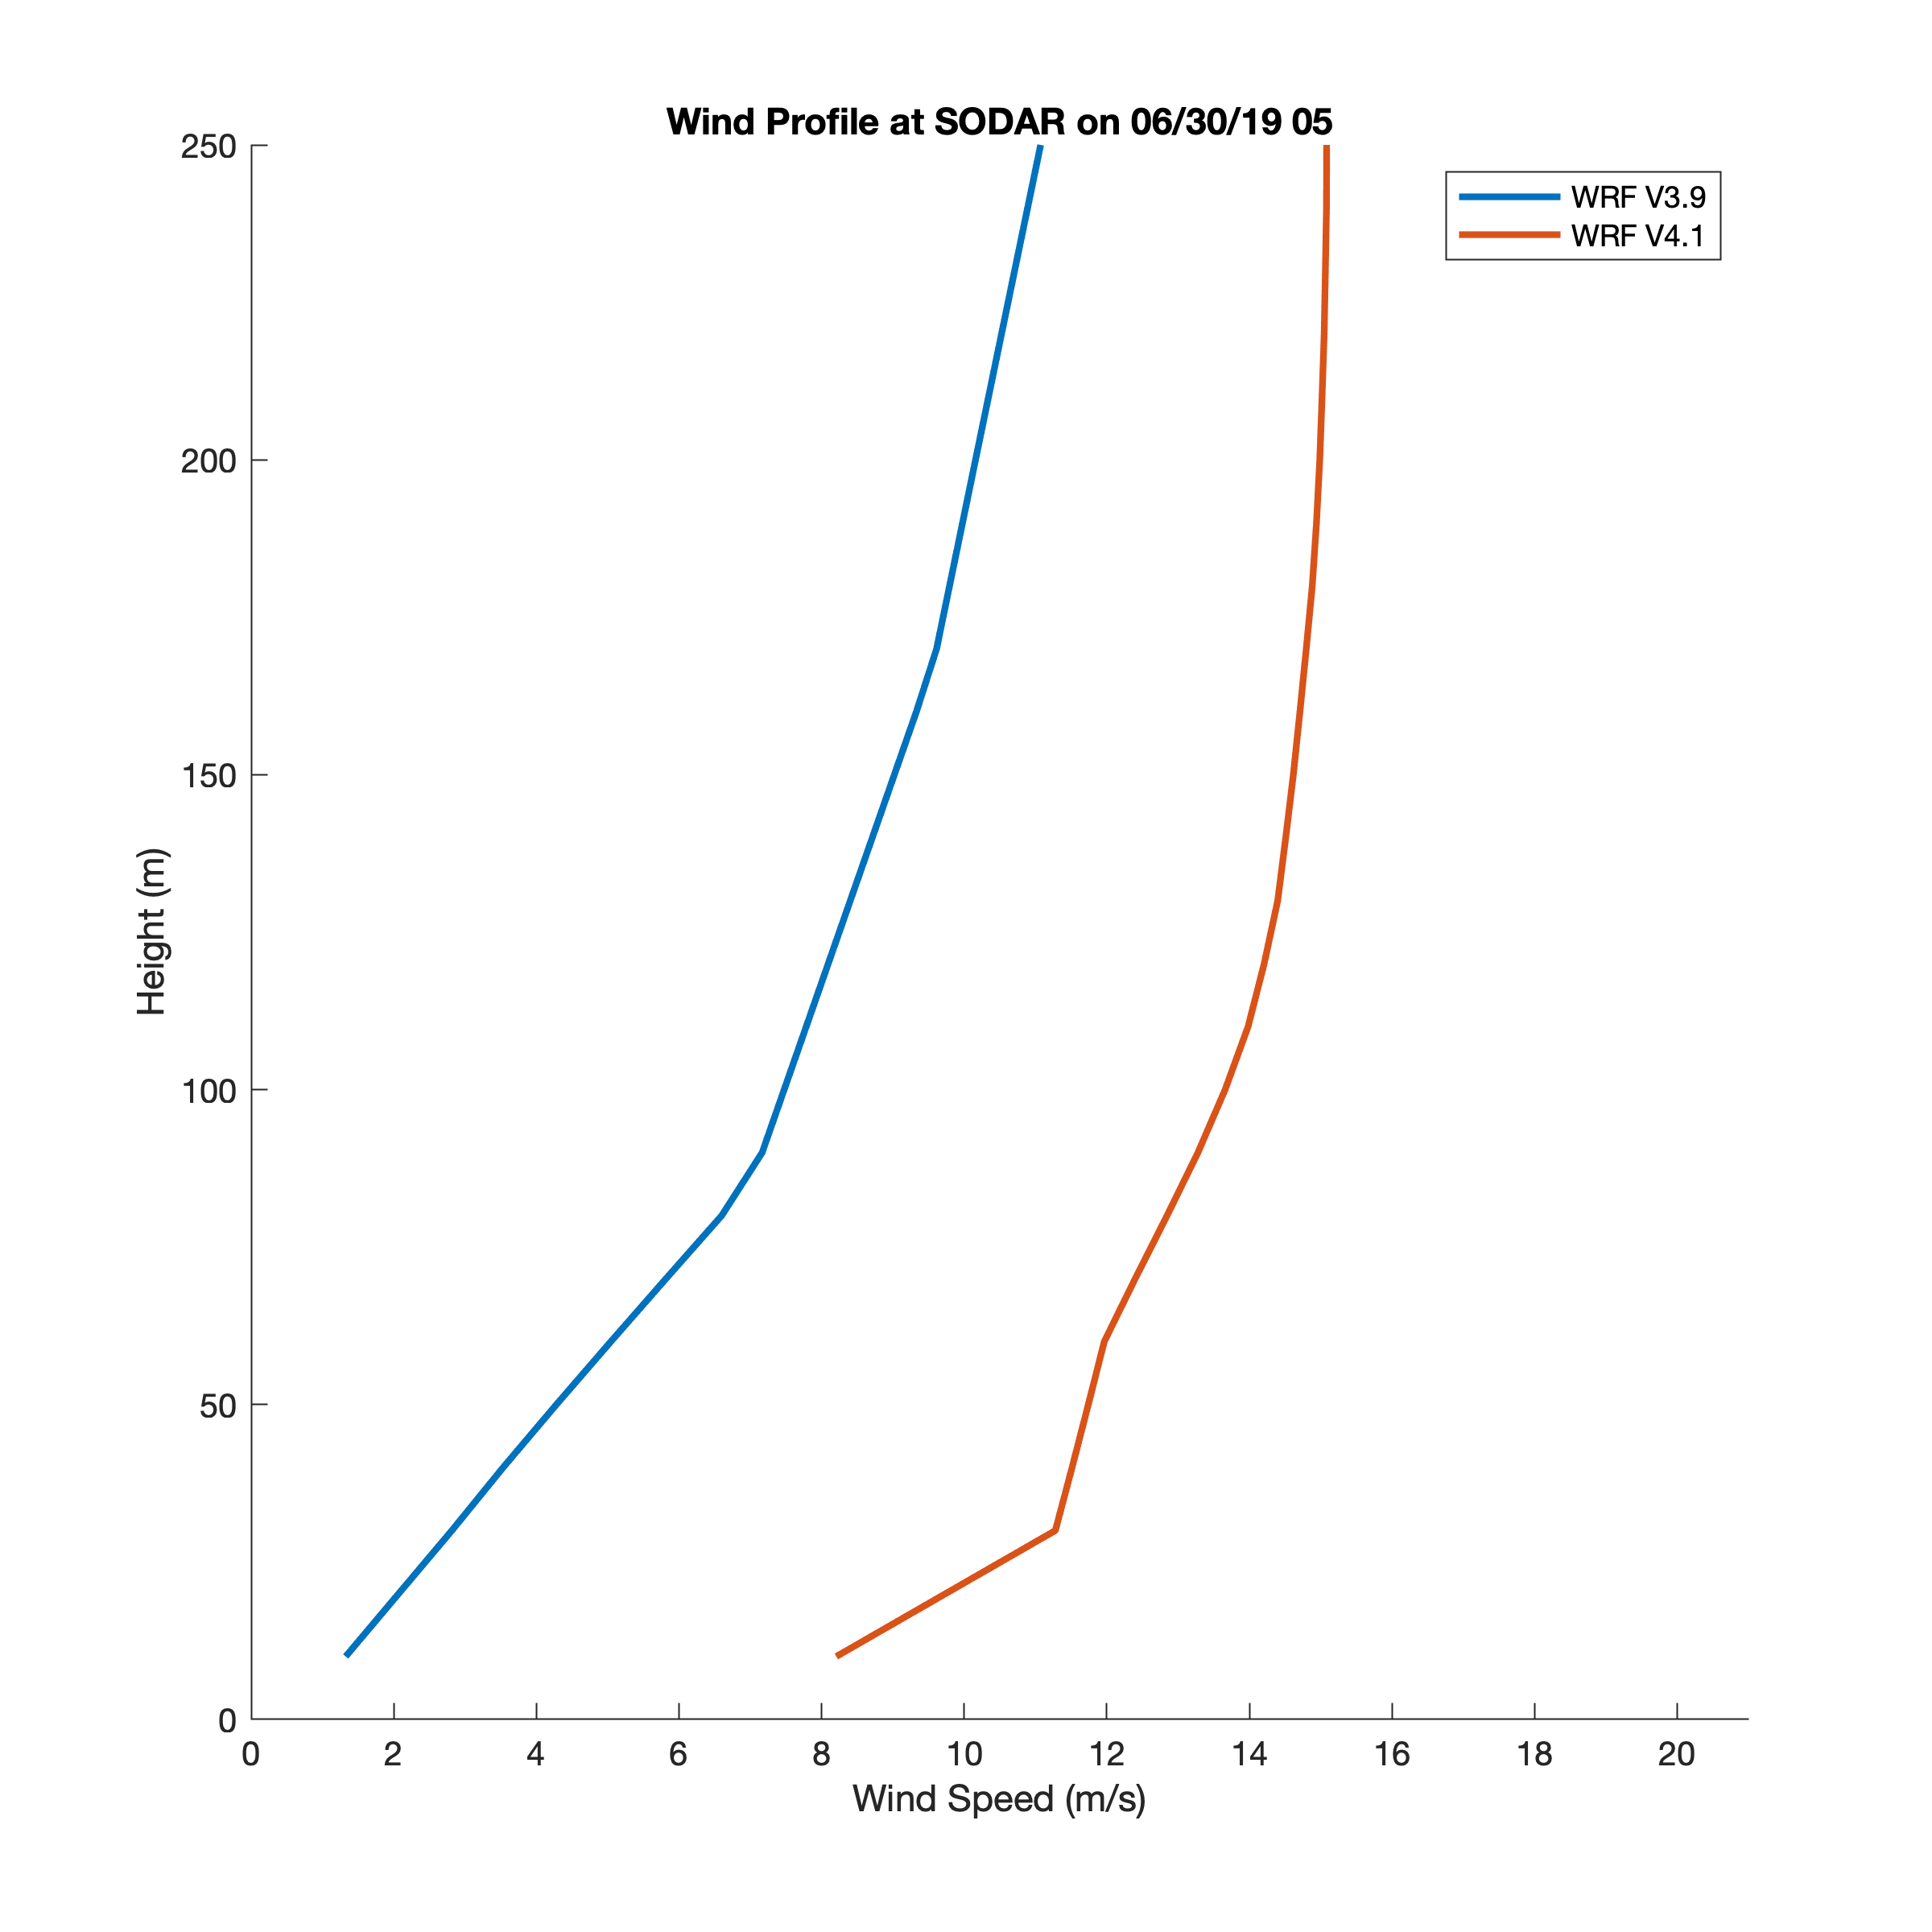 Wind Profile at SODAR on 06/30/19 05
WRF V3.9
WRF V4.1
250
200
150
100
50
0
Height (m)
0 2 4 6 8 10 12 14 16 18 20
Wind Speed (m/s)